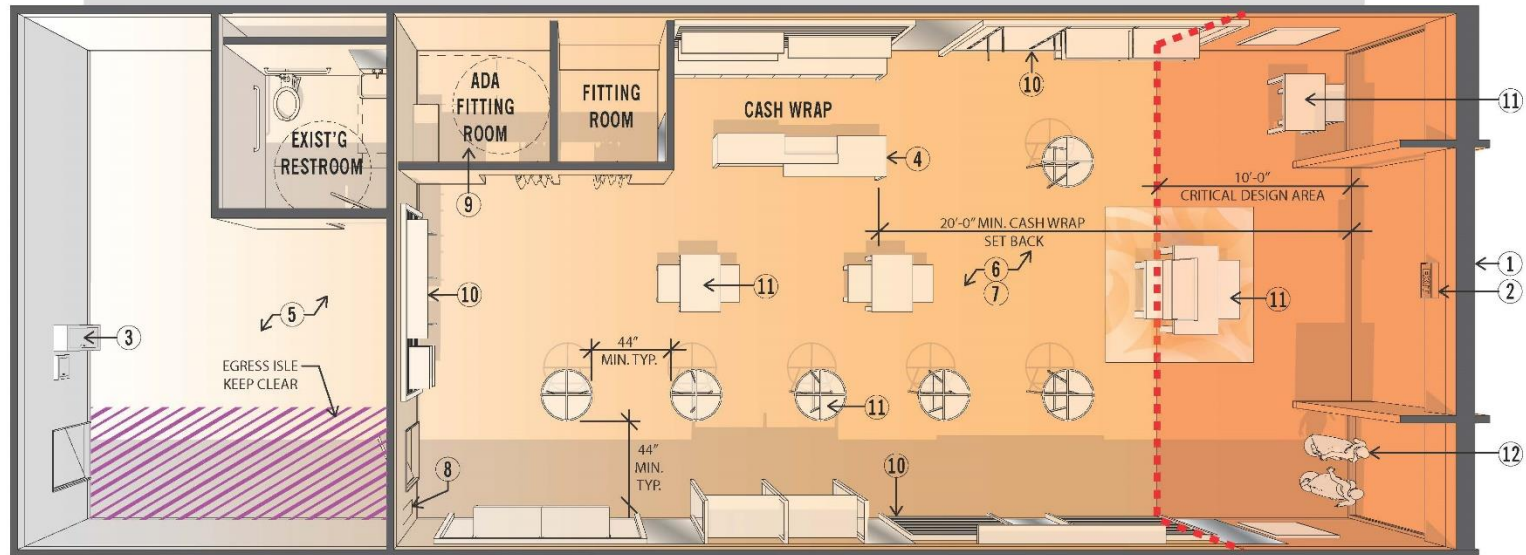 EXIST'G
RESTROOM
ADA
FITTING
ROOM
FITTING
ROOM
CASH WRAP
4
9
10
11
10'-0"
CRITICAL DESIGN AREA
20'-0" MIN. CASH WRAP
SET BACK
6
7
1
2
EXIT
3
5
10
11
11
EGRESS ISLE
KEEP CLEAR
44"
MIN. TYP.
11
44"
MIN.
TYP.
8
10
12